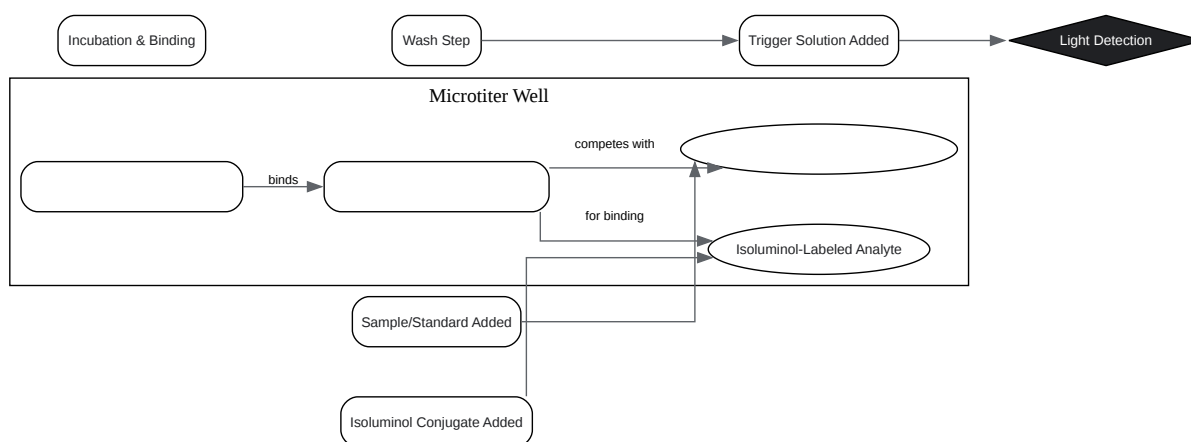 Incubation & Binding
Wash Step
Trigger Solution Added
Light Detection
Microtiter Well
competes with
binds
for binding
Isoluminol-Labeled Analyte
Sample/Standard Added
Isoluminol Conjugate Added